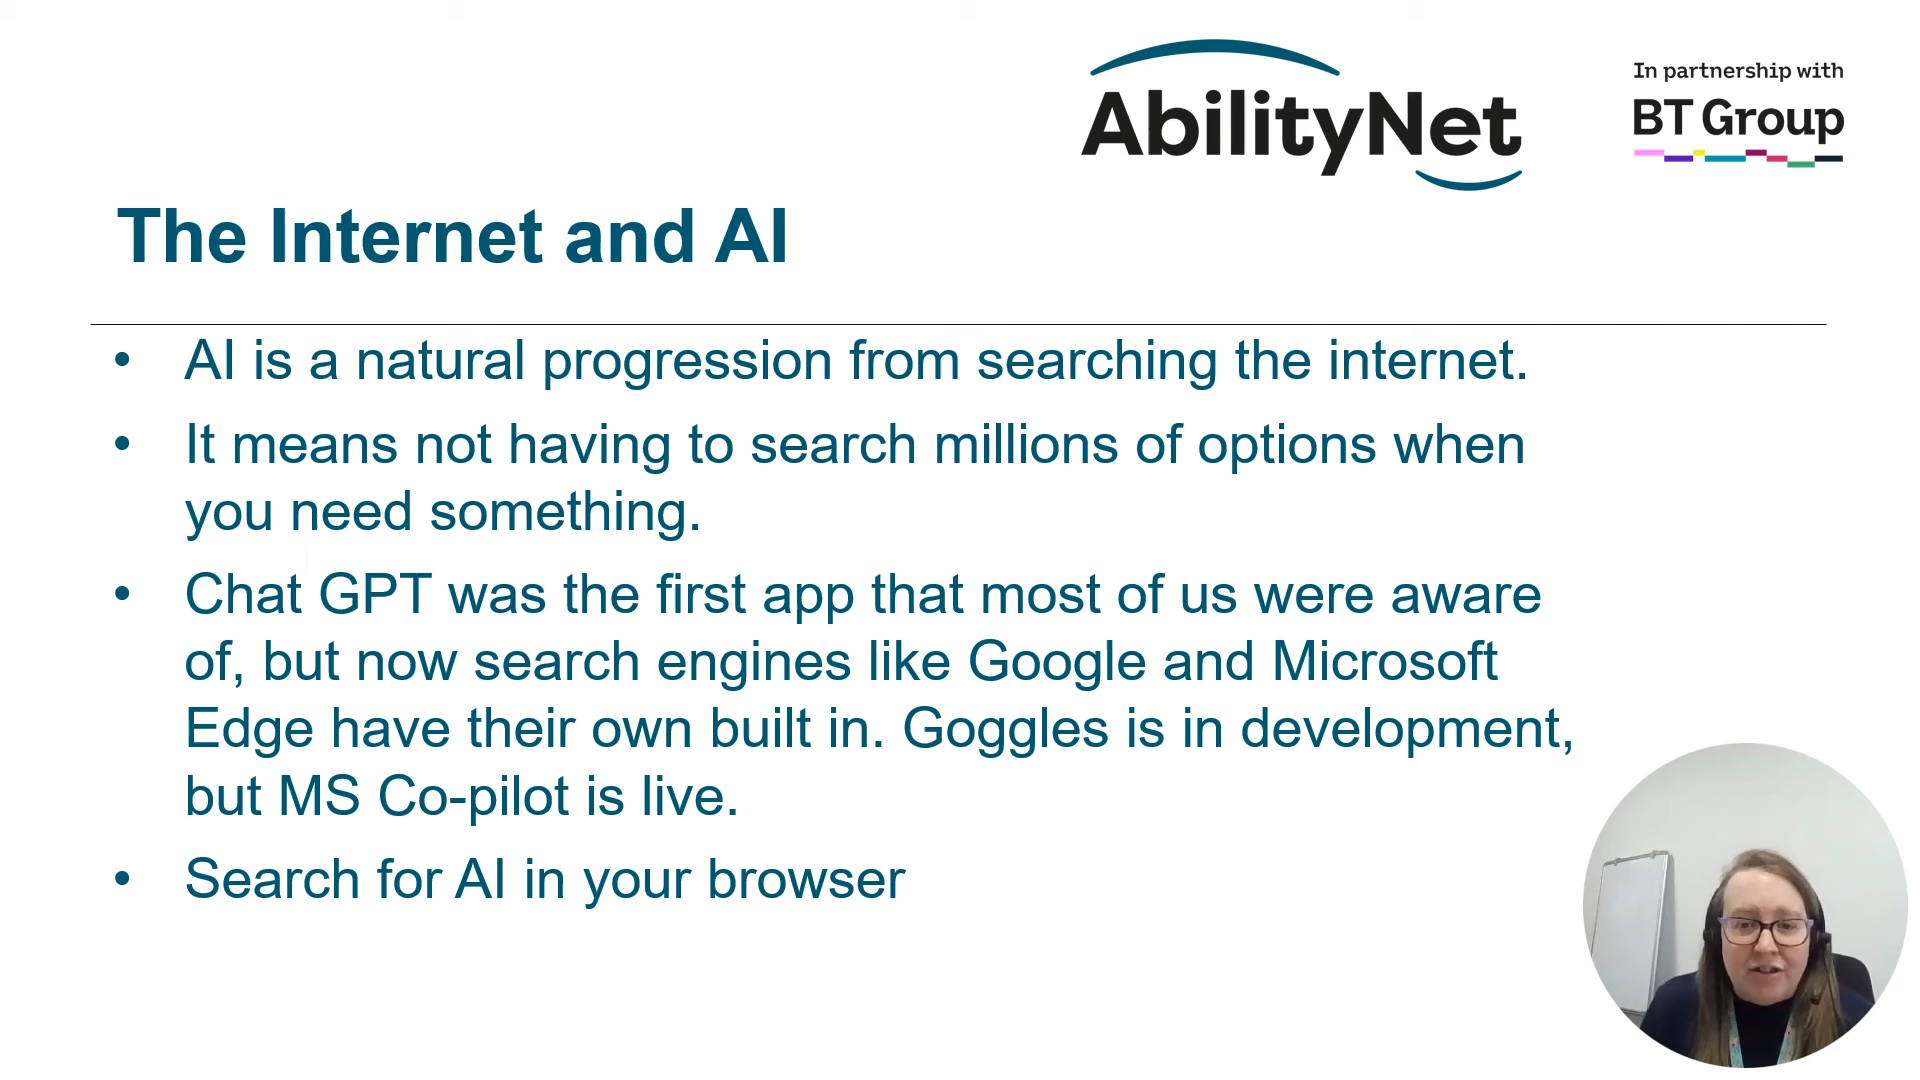 AbilityNet
In partnership with
BT Group
The Internet and AI
• AI is a natural progression from searching the internet.
• It means not having to search millions of options when
you need something.
• Chat GPT was the first app that most of us were aware
of, but now search engines like Google and Microsoft
Edge have their own built in. Goggles is in development,
but MS Co-pilot is live.
• Search for AI in your browser